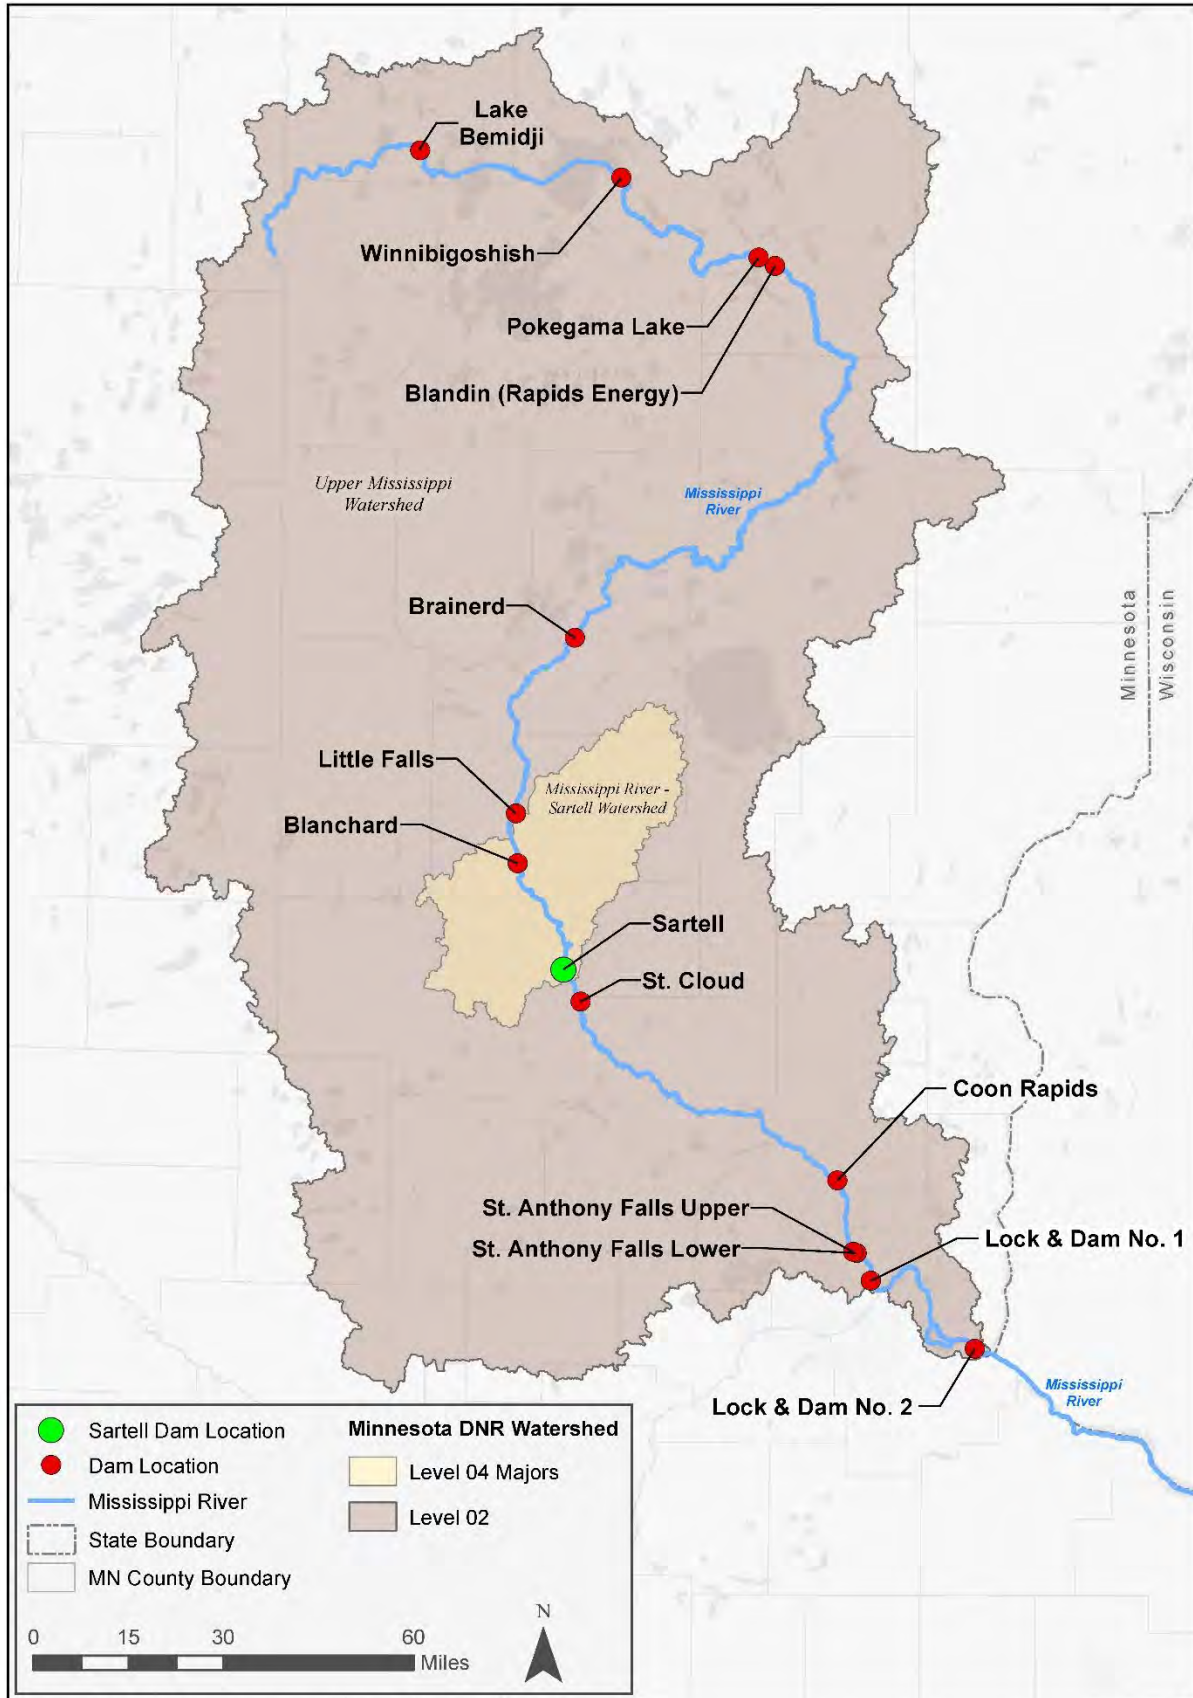 Lake
Bemidji
Winnibigoshish
Pokegama Lake
Blandin (Rapids Energy)
Upper Mississippi
Watershed
Mississippi
River
Brainerd
Minnesota
Wisconsin
Little Falls
Mississippi River -
Sartell Watershed
Blanchard
Sartell
St. Cloud
Coon Rapids
St. Anthony Falls Upper
St. Anthony Falls Lower
Lock & Dam No. 1
Lock & Dam No. 2
Mississippi
River
Sartell Dam Location
Dam Location
Mississippi River
State Boundary
MN County Boundary
Minnesota DNR Watershed
Level 04 Majors
Level 02
N
0 15 30 60
Miles